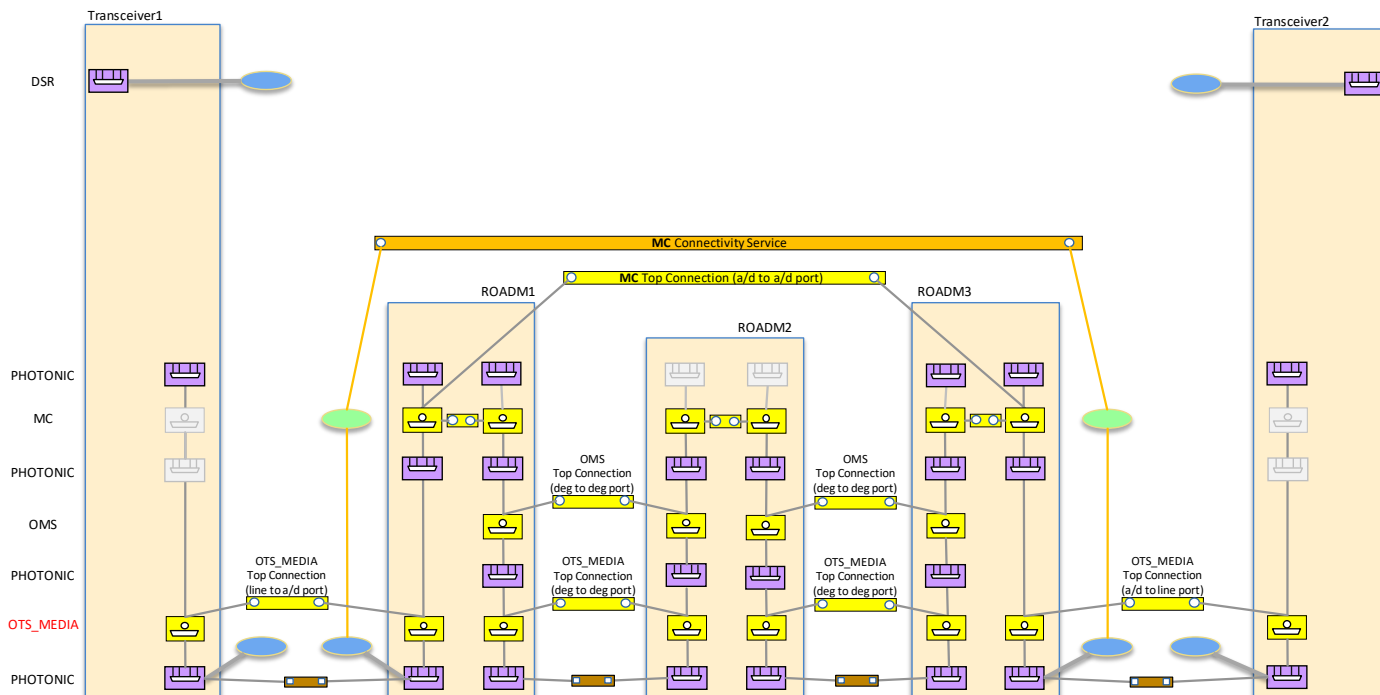 Transceiver1
Transceiver2
DSR
MC Connectivity Service
MC Top Connection (a/d to a/d port)
ROADM1
ROADM3
ROADM2
PHOTONIC
MC
PHOTONIC
OMS
Top Connection
(deg to deg port)
OMS
Top Connection
(deg to deg port)
OMS
PHOTONIC
OTS_MEDIA
Top Connection
(line to a/d port)
OTS_MEDIA
Top Connection
(deg to deg port)
OTS_MEDIA
Top Connection
(deg to deg port)
OTS_MEDIA
Top Connection
(a/d to line port)
OTS_MEDIA
PHOTONIC